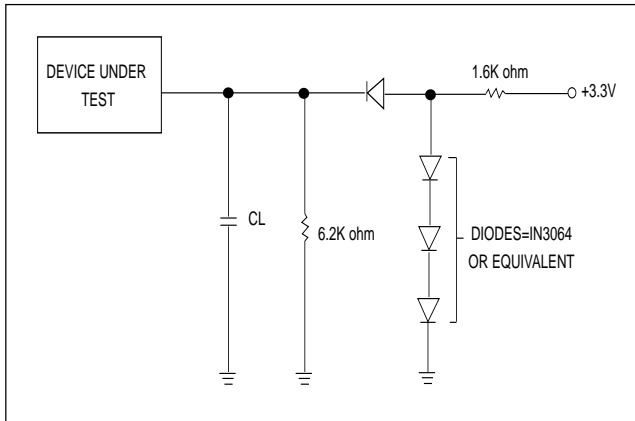 DEVICE UNDER
TEST
1.6K ohm
+3.3V
CL
6.2K ohm
DIODES=IN3064
OR EQUIVALENT